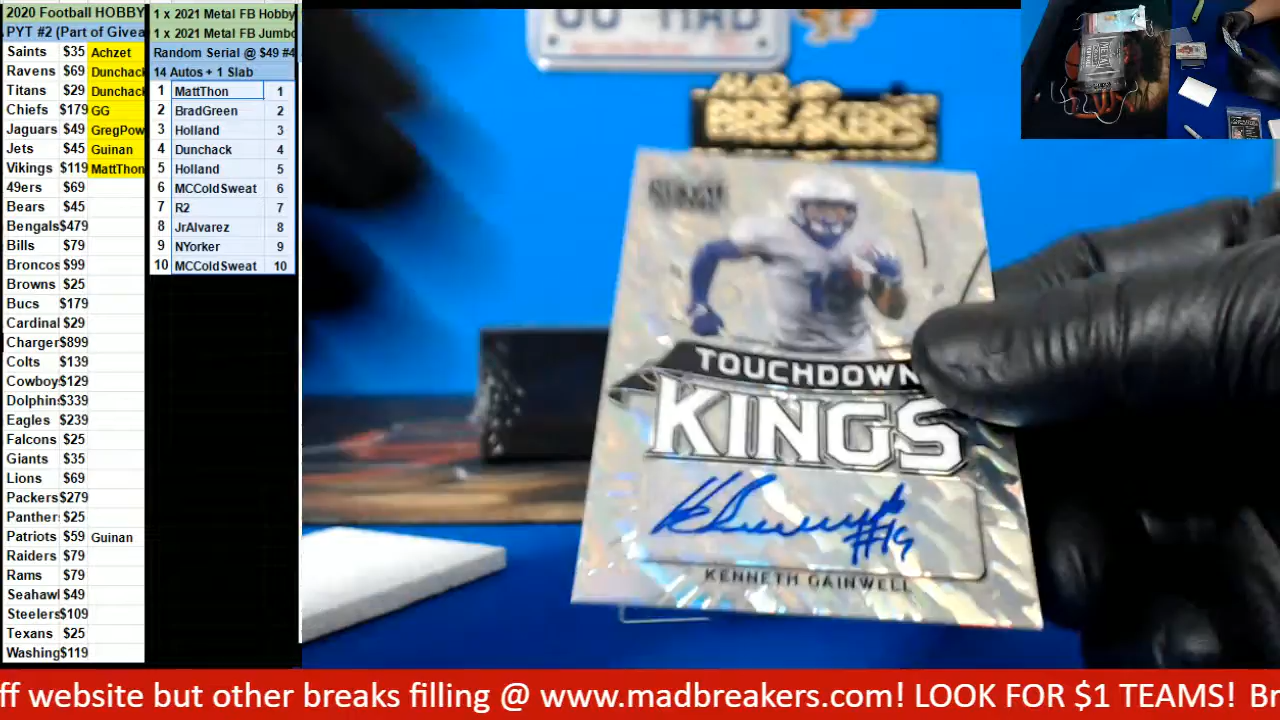 2020 Football HOBBY
PYT #2 (Part of Givea
Saints $35 Achzet
Ravens $69 Dunchack
Titans $29 Dunchack
Chiefs $179 GG
Jaguars $49 GregPow
Jets $45 Guinan
Vikings $119 MattThon
49ers $69
Bears $45
Bengals $479
Bills $79
Broncos $99
Browns $25
Bucs $179
Cardinal $29
Charger $899
Colts $139
Cowboy $129
Dolphins $339
Eagles $239
Falcons $25
Giants $35
Lions $69
Packers $279
Panther $25
Patriots $59 Guinan
Raiders $79
Rams $79
Seahawl $49
Steelers $109
Texans $25
Washing $119
1 x 2021 Metal FB Hobby
1 x 2021 Metal FB Jumbo
Random Serial @ $49 #4
14 Autos + 1 Slab
1 MattThon 1
2 BradGreen 2
3 Holland 3
4 Dunchack 4
5 Holland 5
6 MCColdSweat 6
7 R2 7
8 JrAlvarez 8
9 NYorker 9
10 MCColdSweat 10
MAD
BREAKERS
TOUCHDOWN
KINGS
#19
KENNETH GAINWELL
ff website but other breaks filling @ www.madbreakers.com! LOOK FOR $1 TEAMS! Br